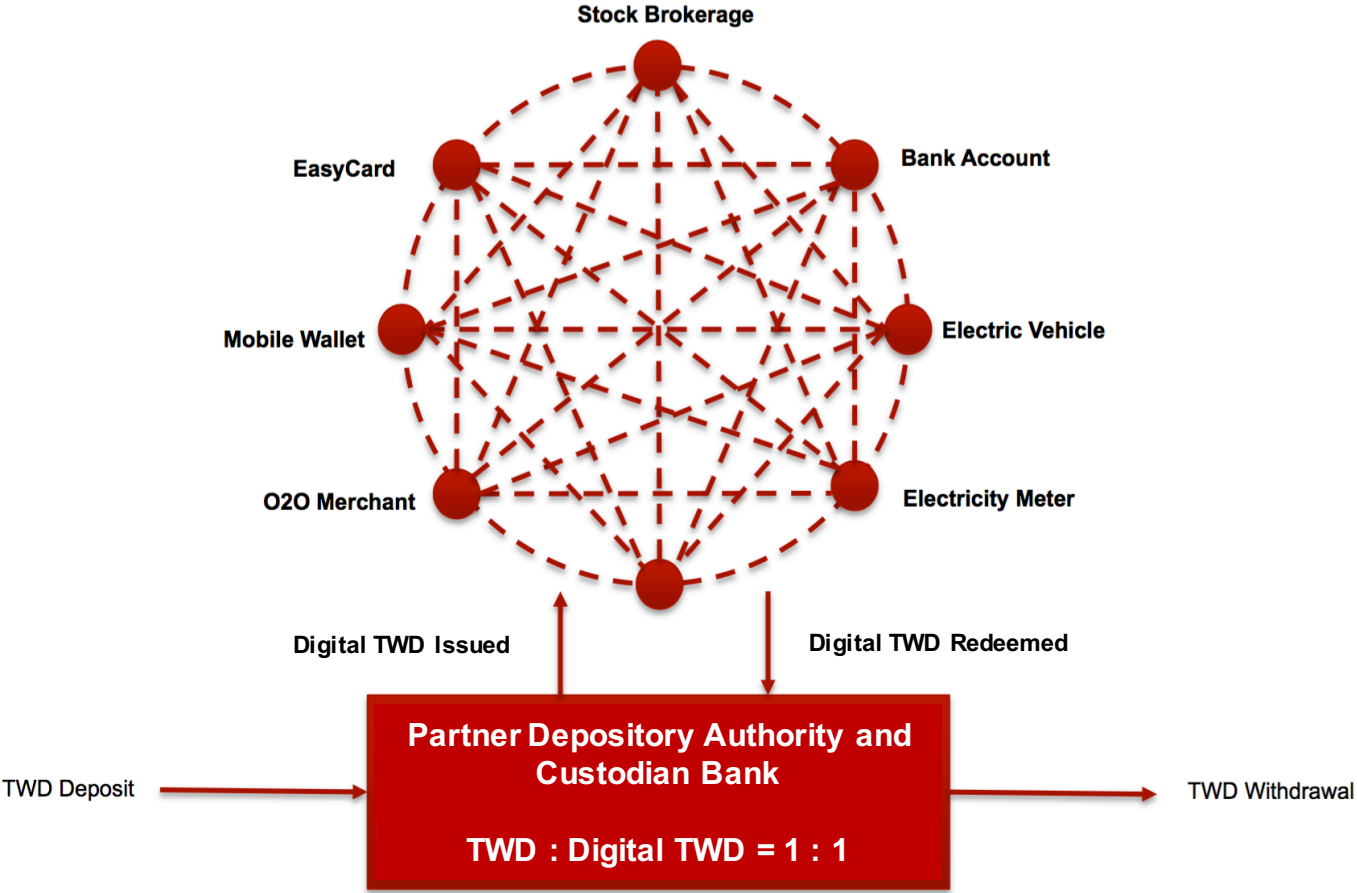 Stock Brokerage
EasyCard
Bank Account
Mobile Wallet
Electric Vehicle
O2O Merchant
Electricity Meter
Digital TWD Issued
Digital TWD Redeemed
Partner Depository Authority and
Custodian Bank
TWD : Digital TWD = 1 : 1
TWD Deposit
TWD Withdrawal